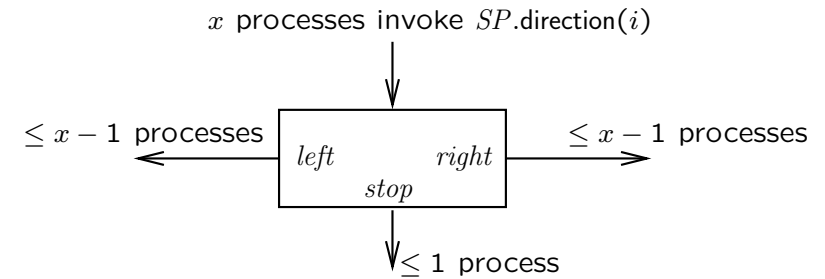 x processes invoke SP.direction(i)
≤ x − 1 processes
≤ x − 1 processes
left
right
stop
≤ 1 process